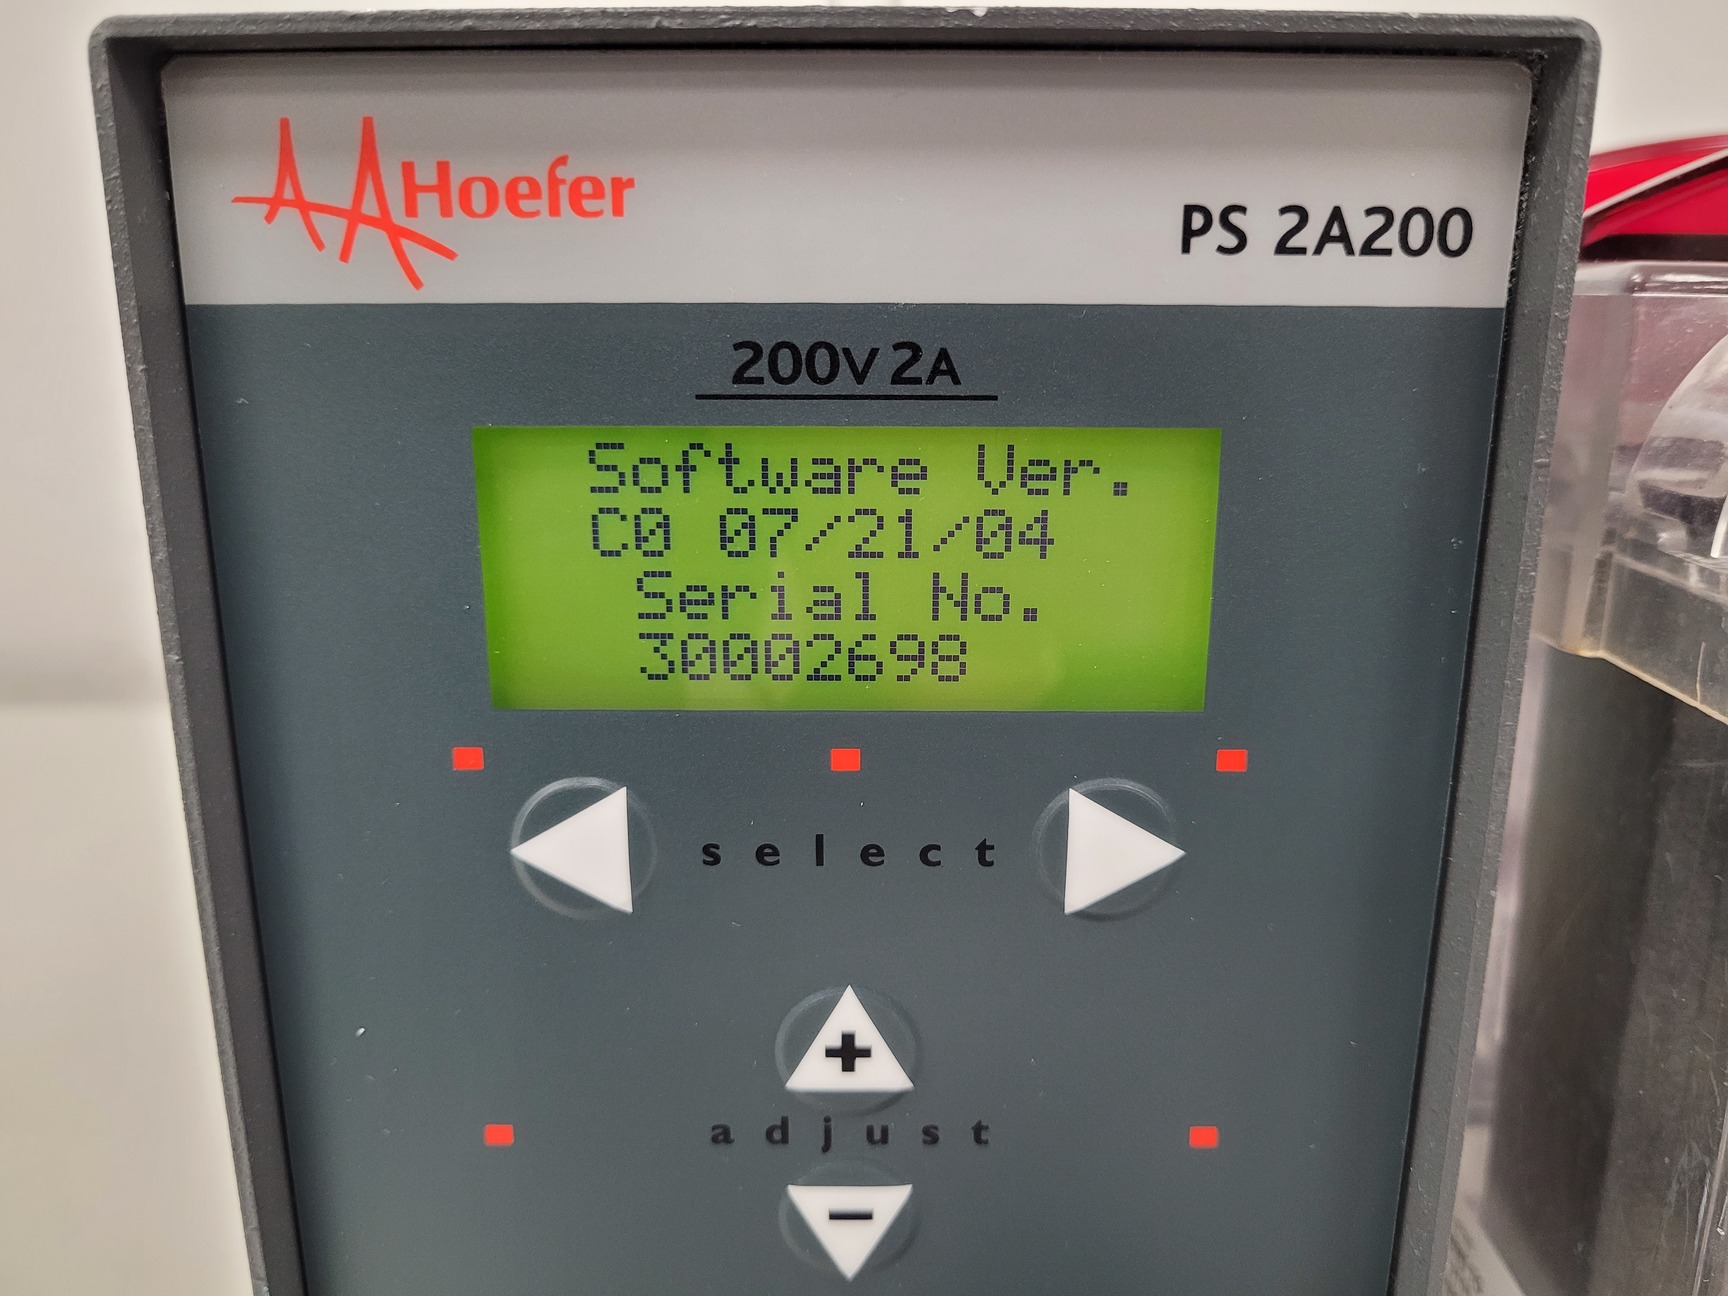 Hoefer
PS 2A200
200V 2A
Software Ver.
C0 07/21/04
Serial No.
30002698
select
+
adjust
-